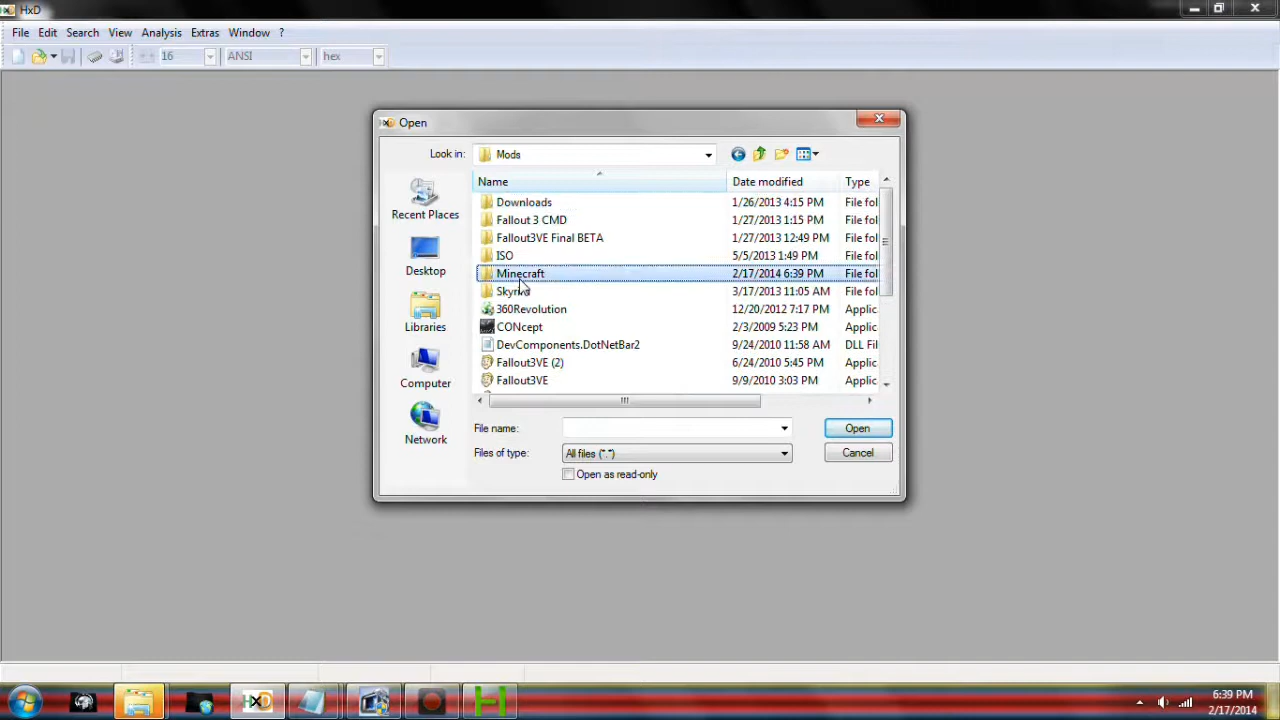 HxD
File Edit Search View Analysis Extras Window ?
16 ANSI hex
Open
Look in: Mods
Name Date modified Type
Recent Places
Desktop
Libraries
Computer
Network
Downloads 1/26/2013 4:15 PM File fol
Fallout 3 CMD 1/27/2013 1:15 PM File fol
Fallout3VE Final BETA 1/27/2013 12:49 PM File fol
ISO 5/5/2013 1:49 PM File fol
Minecraft 2/17/2014 6:39 PM File fol
Skyrim 3/17/2013 11:05 AM File fol
360Revolution 12/20/2012 7:17 PM Applic
CONcept 2/3/2009 5:23 PM Applic
DevComponents.DotNetBar2 9/24/2010 11:58 AM DLL Fil
Fallout3VE (2) 6/24/2010 5:45 PM Applic
Fallout3VE 9/9/2010 3:03 PM Applic
File name: Open
Files of type: All files (*.*) Cancel
Open as read-only
HxD
6:39 PM
2/17/2014